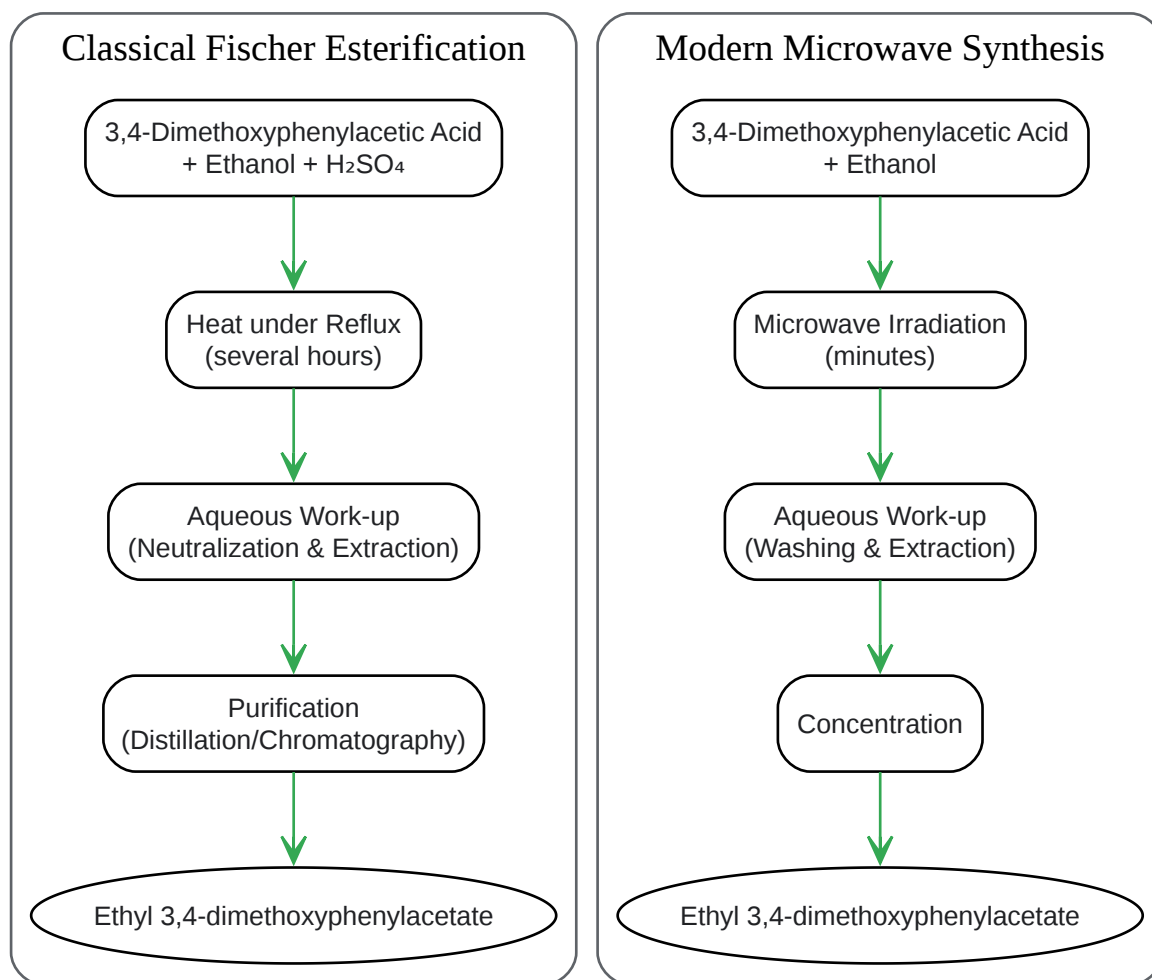 Classical Fischer Esterification
3,4-Dimethoxyphenylacetic Acid
+ Ethanol + H₂SO₄
Heat under Reflux
(several hours)
Aqueous Work-up
(Neutralization & Extraction)
Purification
(Distillation/Chromatography)
Ethyl 3,4-dimethoxyphenylacetate
Modern Microwave Synthesis
3,4-Dimethoxyphenylacetic Acid
+ Ethanol
Microwave Irradiation
(minutes)
Aqueous Work-up
(Washing & Extraction)
Concentration
Ethyl 3,4-dimethoxyphenylacetate